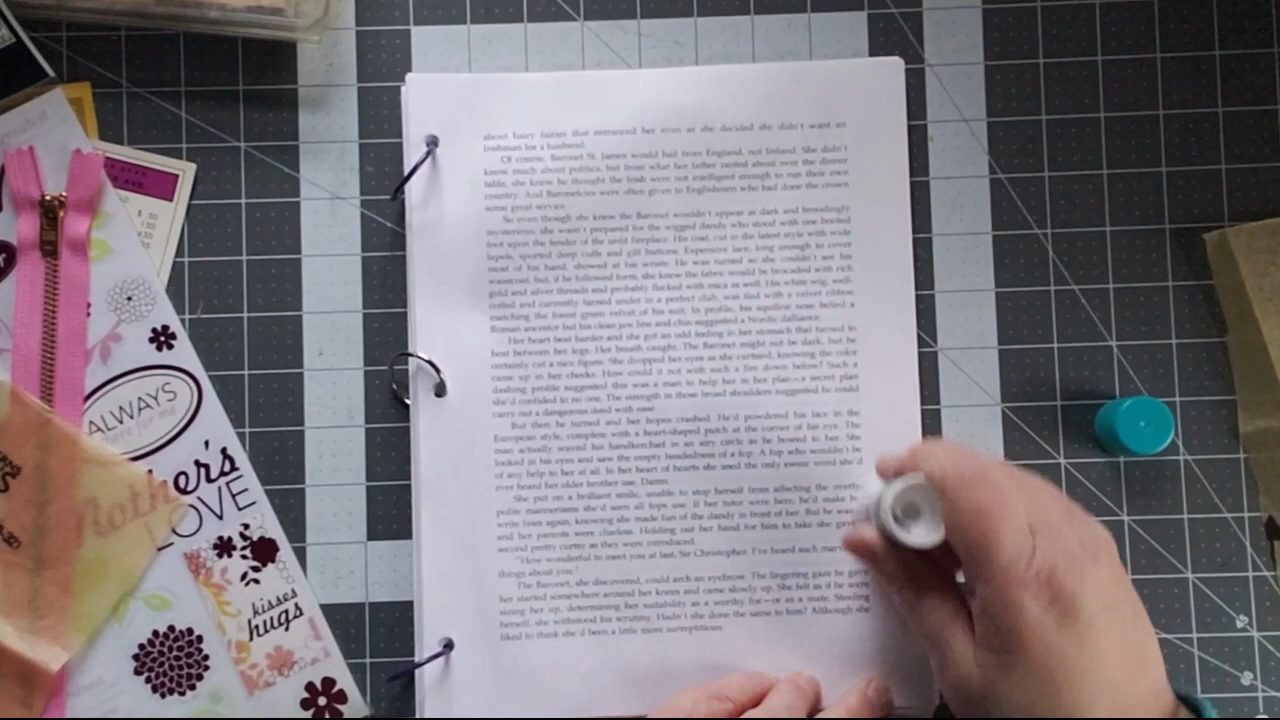 about fairy fairies that entranced her even as she decided she didn't want an
Irishman for a husband.
Of course, Baronet St. James would hail from England, not Ireland. She didn't
know much about politics, but from what her father ranted about over the dinner
table, she knew he thought the Irish were not intelligent enough to run their own
country. And Baronetcies were often given to Englishmen who had done the crown
some great service.
So even though she knew the Baronet wouldn't appear as dark and broodingly
mysterious, she wasn't prepared for the wigged dandy who stood with one booted
foot upon the fender of the unlit fireplace. His coat, cut in the latest style with wide
lapels, sported deep cuffs and gilt buttons. Expensive lace, long enough to cover
most of his hand, showed at his wrists. He was turned so she couldn't see his
waistcoat, but, if he followed form, she knew the fabric would be brocaded with rich
gold and silver threads and probably flecked with mica as well. His white wig, well-
coiled and currently turned under in a perfect club, was tied with a velvet ribbon
matching the forest green velvet of his suit. In profile, his aquiline nose belied a
Roman ancestor but his clean jaw line and chin suggested a Nordic dalliance.
Her heart beat harder and she got an odd feeling in her stomach that turned to
heat between her legs. Her breath caught. The Baronet might not be dark, but he
certainly cut a nice figure. She dropped her eyes as she curtsied, knowing the color
came up in her cheeks. How could it not with such a fire down below? Such a
dashing profile suggested this was a man to help her in her plan—a secret plan
she'd confided to no one. The strength in those broad shoulders suggested he could
carry out a dangerous deed with ease.
But then he turned and her hopes crashed. He'd powdered his face in the
European style, complete with a heart-shaped patch at the corner of his eye. The
man actually waved his handkerchief in an airy circle as he bowed to her. She
looked in his eyes and saw the empty headedness of a fop. A fop who wouldn't be
of any help to her at all. In her heart of hearts she used the only swear word she'd
ever heard her older brother use. Damn.
She put on a brilliant smile, unable to stop herself from affecting the overly-
polite mannerisms she'd seen all fops use. If her tutor were here, he'd make h
write lines again, knowing she made fun of the dandy in front of her. But he was
and her parents were clueless. Holding out her hand for him to take she gave
second pretty curtsy as they were introduced.
"How wonderful to meet you at last, Sir Christopher. I've heard such marv
things about you."
The Baronet, she discovered, could arch an eyebrow. The lingering gaze he gave
her started somewhere around her knees and came slowly up. She felt as if he were
sizing her up, determining her suitability as a worthy foe—or as a mate. Steeling
herself, she withstood his scrutiny. Hadn't she done the same to him? Although she
liked to think she'd been a little more surreptitious.
AVE
ALWAYS
here for me
Mother's
LOVE
kisses
hugs